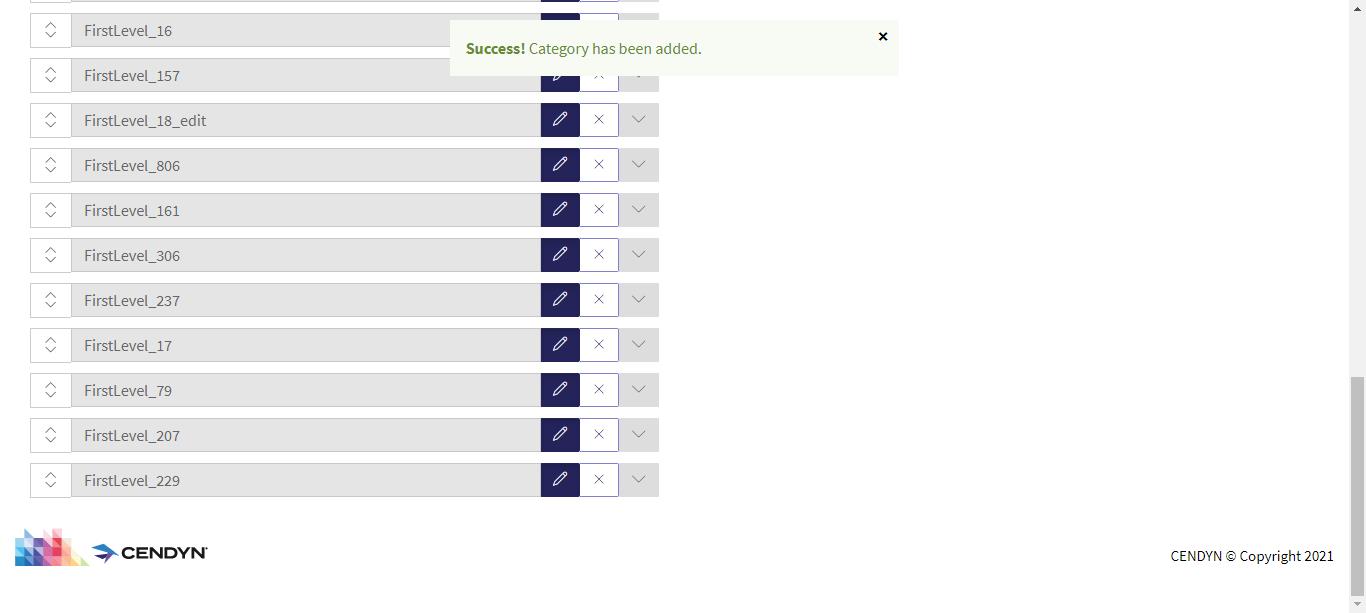 FirstLevel_16
Success! Category has been added.
FirstLevel_157
FirstLevel_18_edit
FirstLevel_806
FirstLevel_161
FirstLevel_306
FirstLevel_237
FirstLevel_17
FirstLevel_79
FirstLevel_207
FirstLevel_229
CENDYN
CENDYN © Copyright 2021